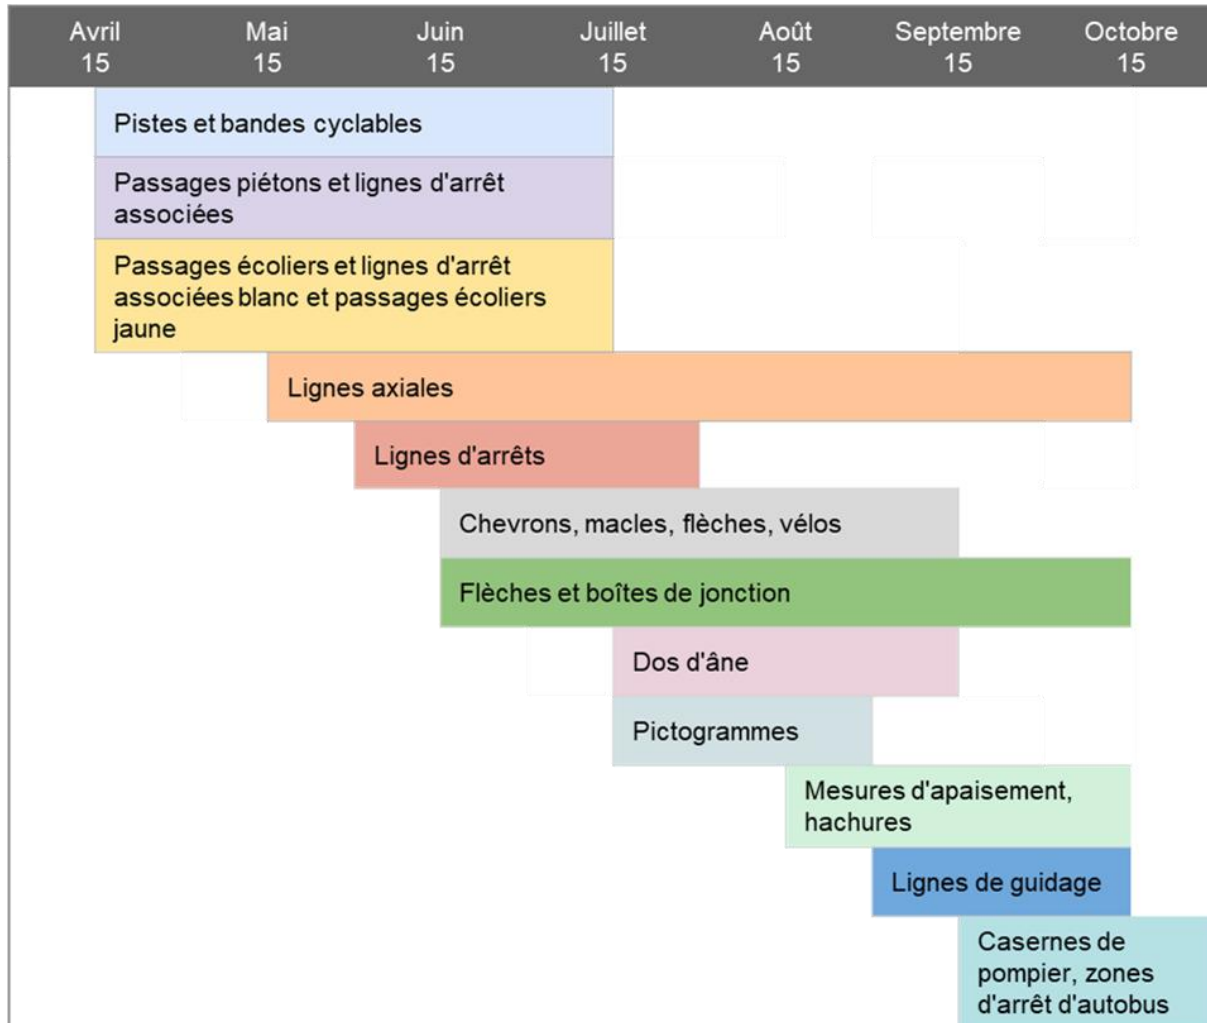 Avril Mai Juin Juillet Août Septembre Octobre
15 15 15 15 15 15 15
Pistes et bandes cyclables
Passages piétons et lignes d'arrêt
associées
Passages écoliers et lignes d'arrêt
associées blanc et passages écoliers
jaune
Lignes axiales
Lignes d'arrêts
Chevrons, macles, flèches, vélos
Flèches et boîtes de jonction
Dos d'âne
Pictogrammes
Mesures d'apaisement,
hachures
Lignes de guidage
Casernes de
pompier, zones
d'arrêt d'autobus